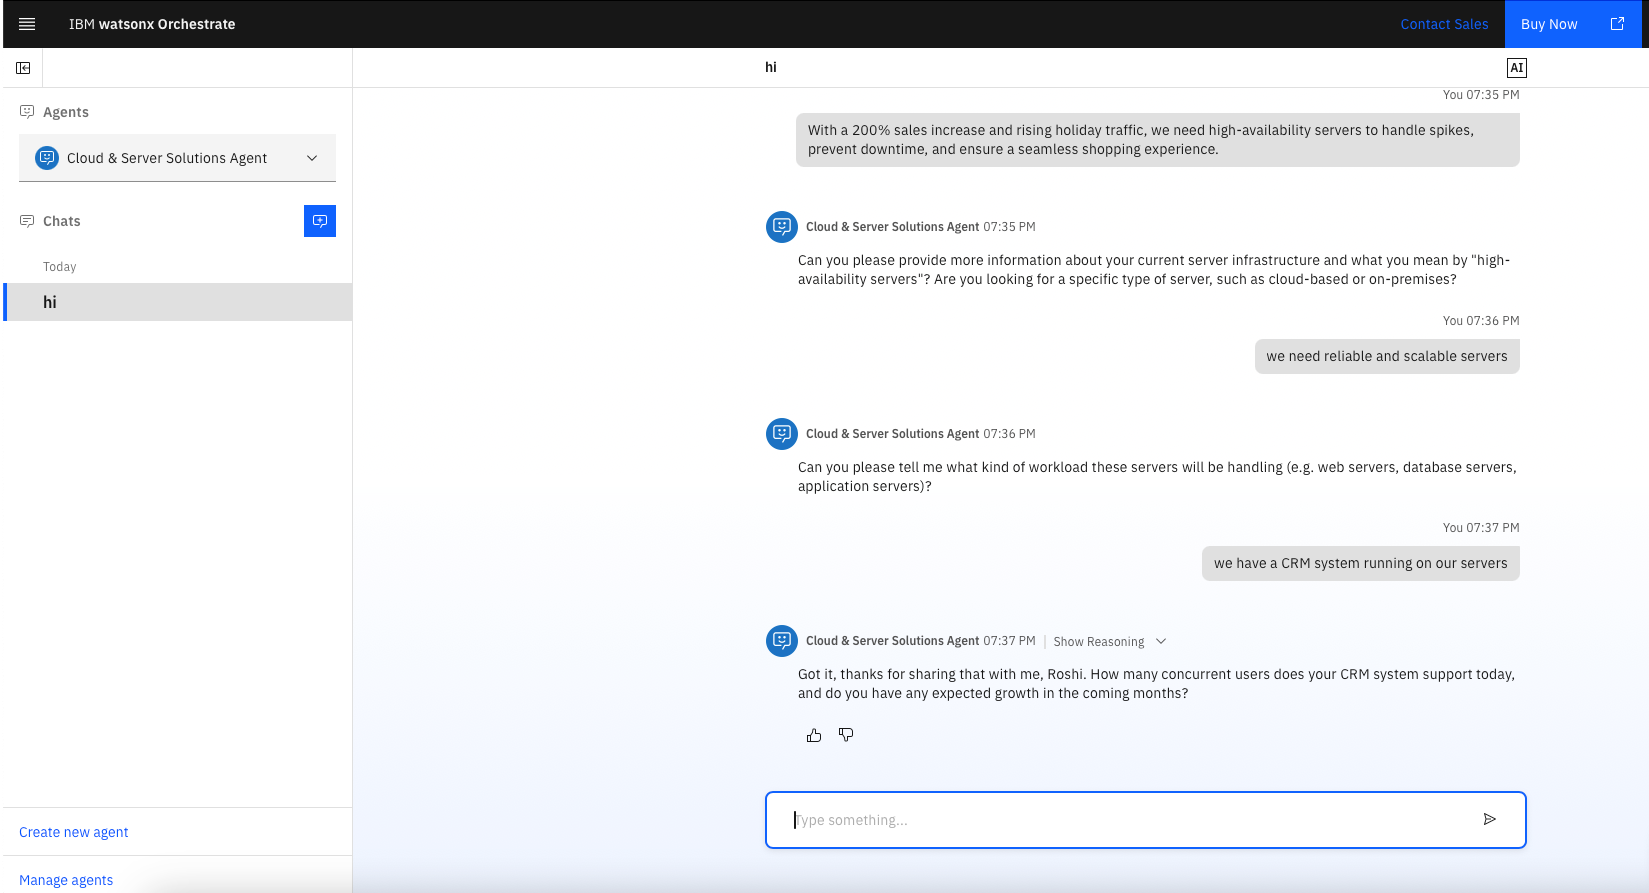 IBM watsonx Orchestrate
Contact Sales
Buy Now
hi
AI
Agents
Cloud & Server Solutions Agent
Chats
Today
hi
Create new agent
Manage agents
You 07:35 PM
With a 200% sales increase and rising holiday traffic, we need high-availability servers to handle spikes,
prevent downtime, and ensure a seamless shopping experience.
Cloud & Server Solutions Agent 07:35 PM
Can you please provide more information about your current server infrastructure and what you mean by "high-
availability servers"? Are you looking for a specific type of server, such as cloud-based or on-premises?
You 07:36 PM
we need reliable and scalable servers
Cloud & Server Solutions Agent 07:36 PM
Can you please tell me what kind of workload these servers will be handling (e.g. web servers, database servers,
application servers)?
You 07:37 PM
we have a CRM system running on our servers
Cloud & Server Solutions Agent 07:37 PM | Show Reasoning
Got it, thanks for sharing that with me, Roshi. How many concurrent users does your CRM system support today,
and do you have any expected growth in the coming months?
Type something...